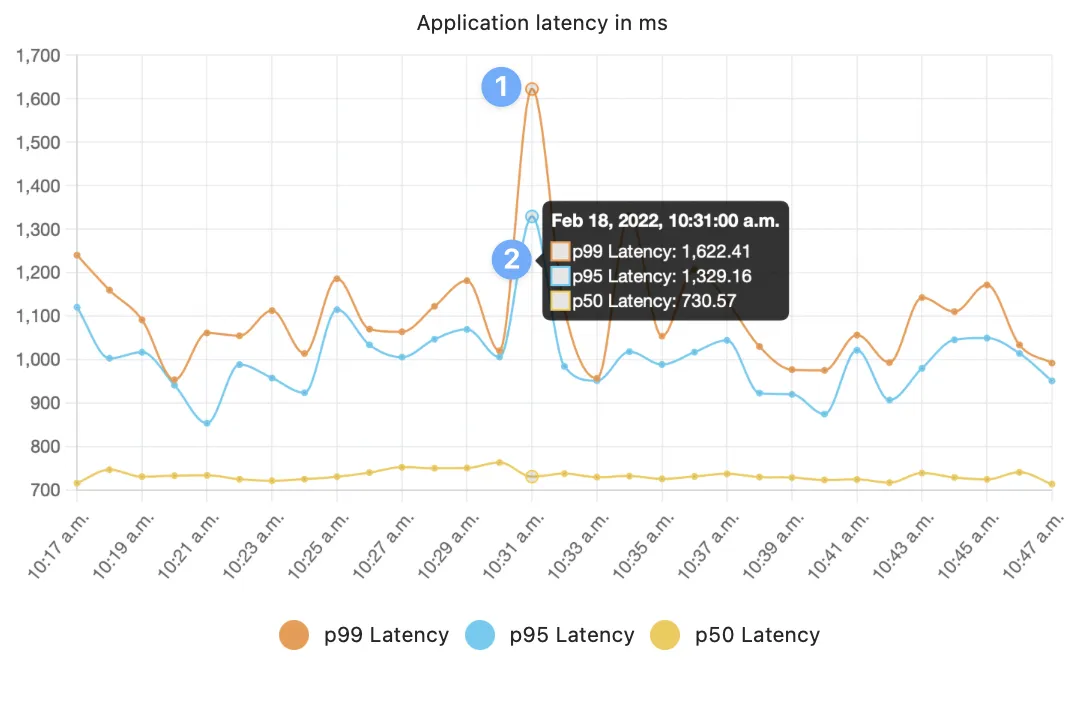 Application latency in ms
1,700
1,600
1,500
1,400
1,300
1,200
1,100
1,000
900
800
700
1
2
Feb 18, 2022, 10:31:00 a.m.
p99 Latency: 1,622.41
p95 Latency: 1,329.16
p50 Latency: 730.57
10:17 a.m.
10:19 a.m.
10:21 a.m.
10:23 a.m.
10:25 a.m.
10:27 a.m.
10:29 a.m.
10:31 a.m.
10:33 a.m.
10:35 a.m.
10:37 a.m.
10:39 a.m.
10:41 a.m.
10:43 a.m.
10:45 a.m.
10:47 a.m.
p99 Latency p95 Latency p50 Latency